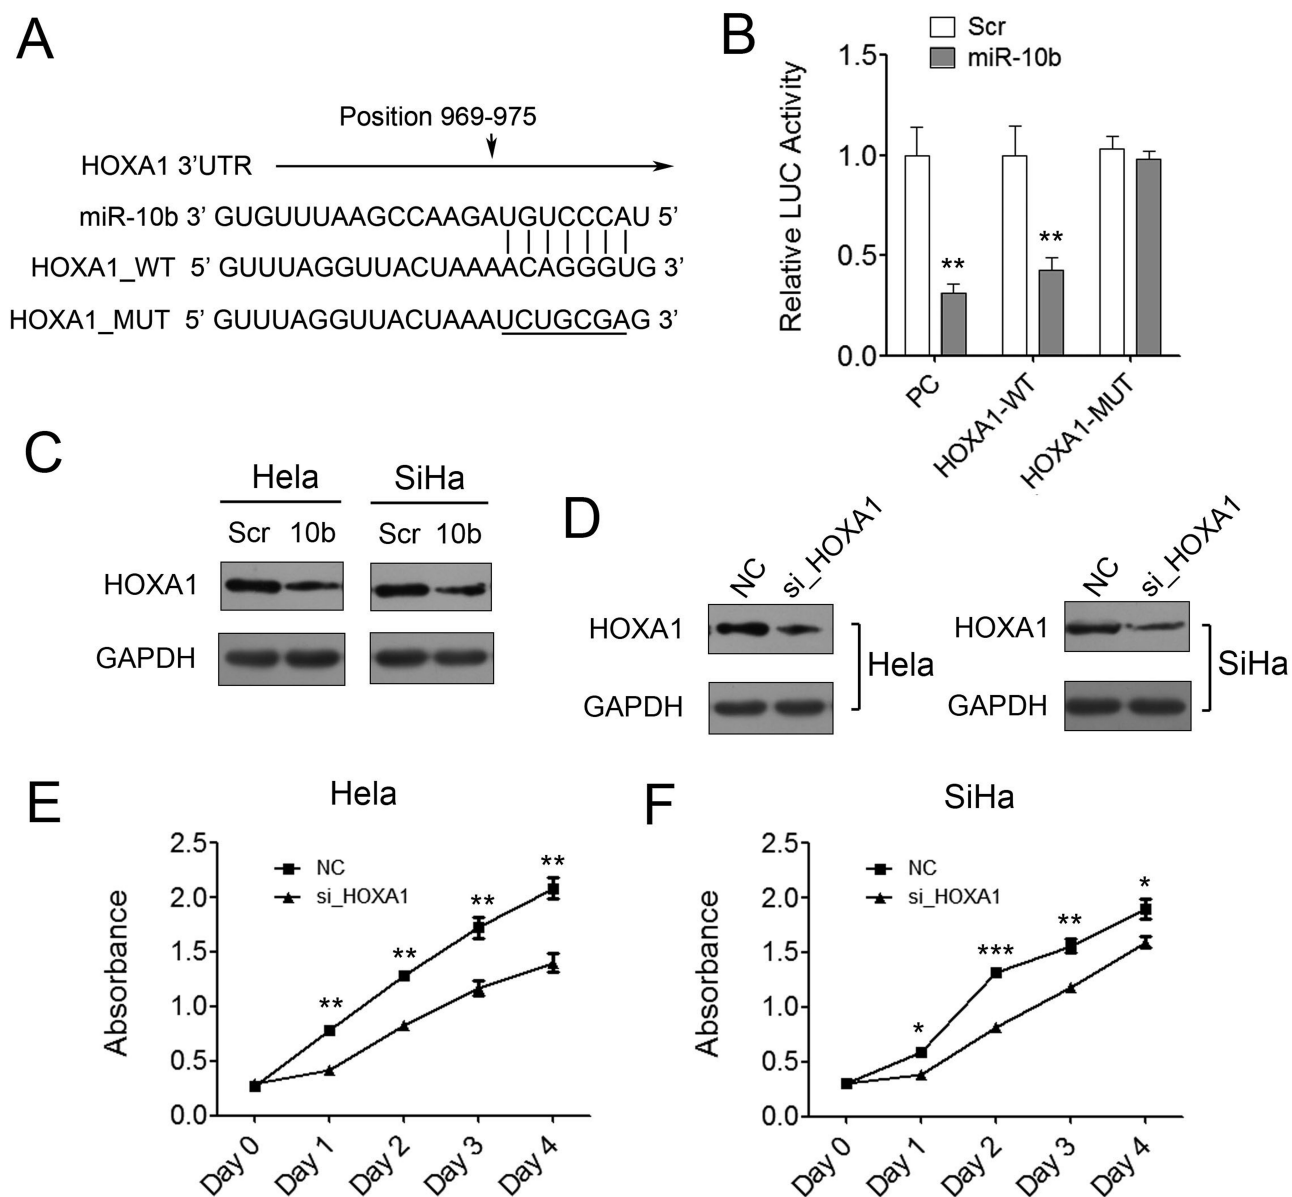 A
Position 969-975
HOXA1 3’UTR
miR-10b 3’ GUGUUUAAGCCAAGAUGUCCCAU 5’
HOXA1_WT 5’ GUUUAGGUUACUAAAACAGGGUG 3’
HOXA1_MUT 5’ GUUUAGGUUACUAAAUCUGCGAG 3’
B
Scr
miR-10b
Relative LUC Activity
1.5
1.0
0.5
0.0
**
**
PC
HOXA1-WT
HOXA1-MUT
C
Hela SiHa
Scr 10b Scr 10b
HOXA1
GAPDH
D
NC si_HOXA1
HOXA1
GAPDH
Hela
NC si_HOXA1
HOXA1
GAPDH
SiHa
E
Hela
Absorbance
2.5
2.0
1.5
1.0
0.5
0.0
NC
si_HOXA1
**
**
**
**
Day 0
Day 1
Day 2
Day 3
Day 4
F
SiHa
Absorbance
2.5
2.0
1.5
1.0
0.5
0.0
NC
si_HOXA1
*
***
**
*
Day 0
Day 1
Day 2
Day 3
Day 4